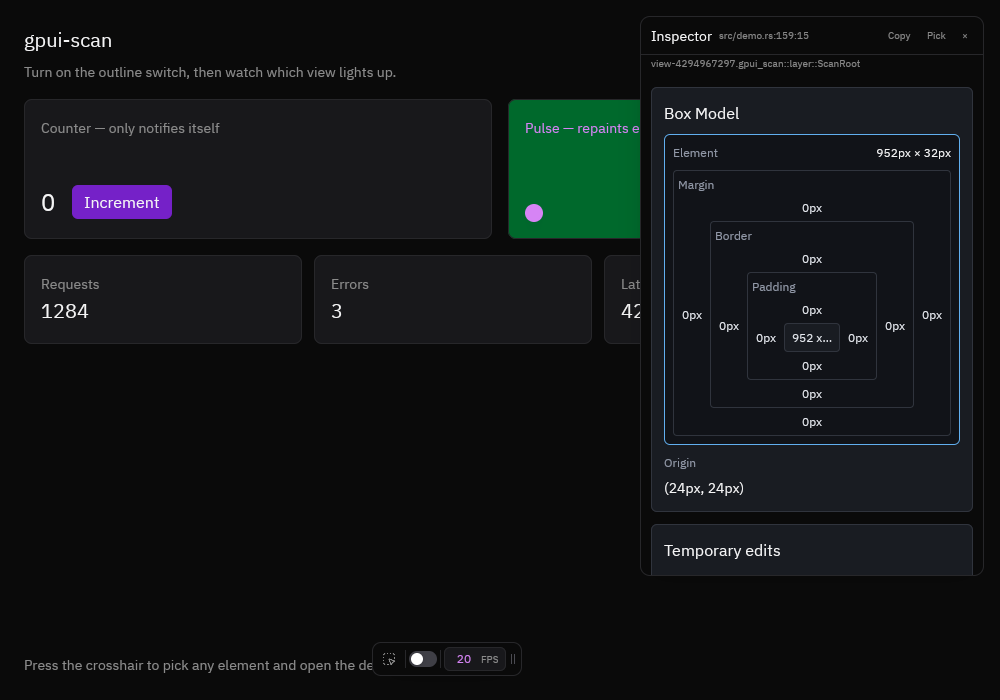 gpui-scan
Turn on the outline switch, then watch which view lights up.
Counter — only notifies itself
0
Increment
Pulse — repaints e
Requests
1284
Errors
3
Lat
42
Press the crosshair to pick any element and open the de
20 FPS
Inspector src/demo.rs:159:15 Copy Pick ×
view-4294967297.gpui_scan::layer::ScanRoot
Box Model
Element 952px × 32px
Margin
0px
Border
0px
Padding
0px
0px 0px 0px 952 x... 0px 0px 0px
0px
0px
0px
Origin
(24px, 24px)
Temporary edits